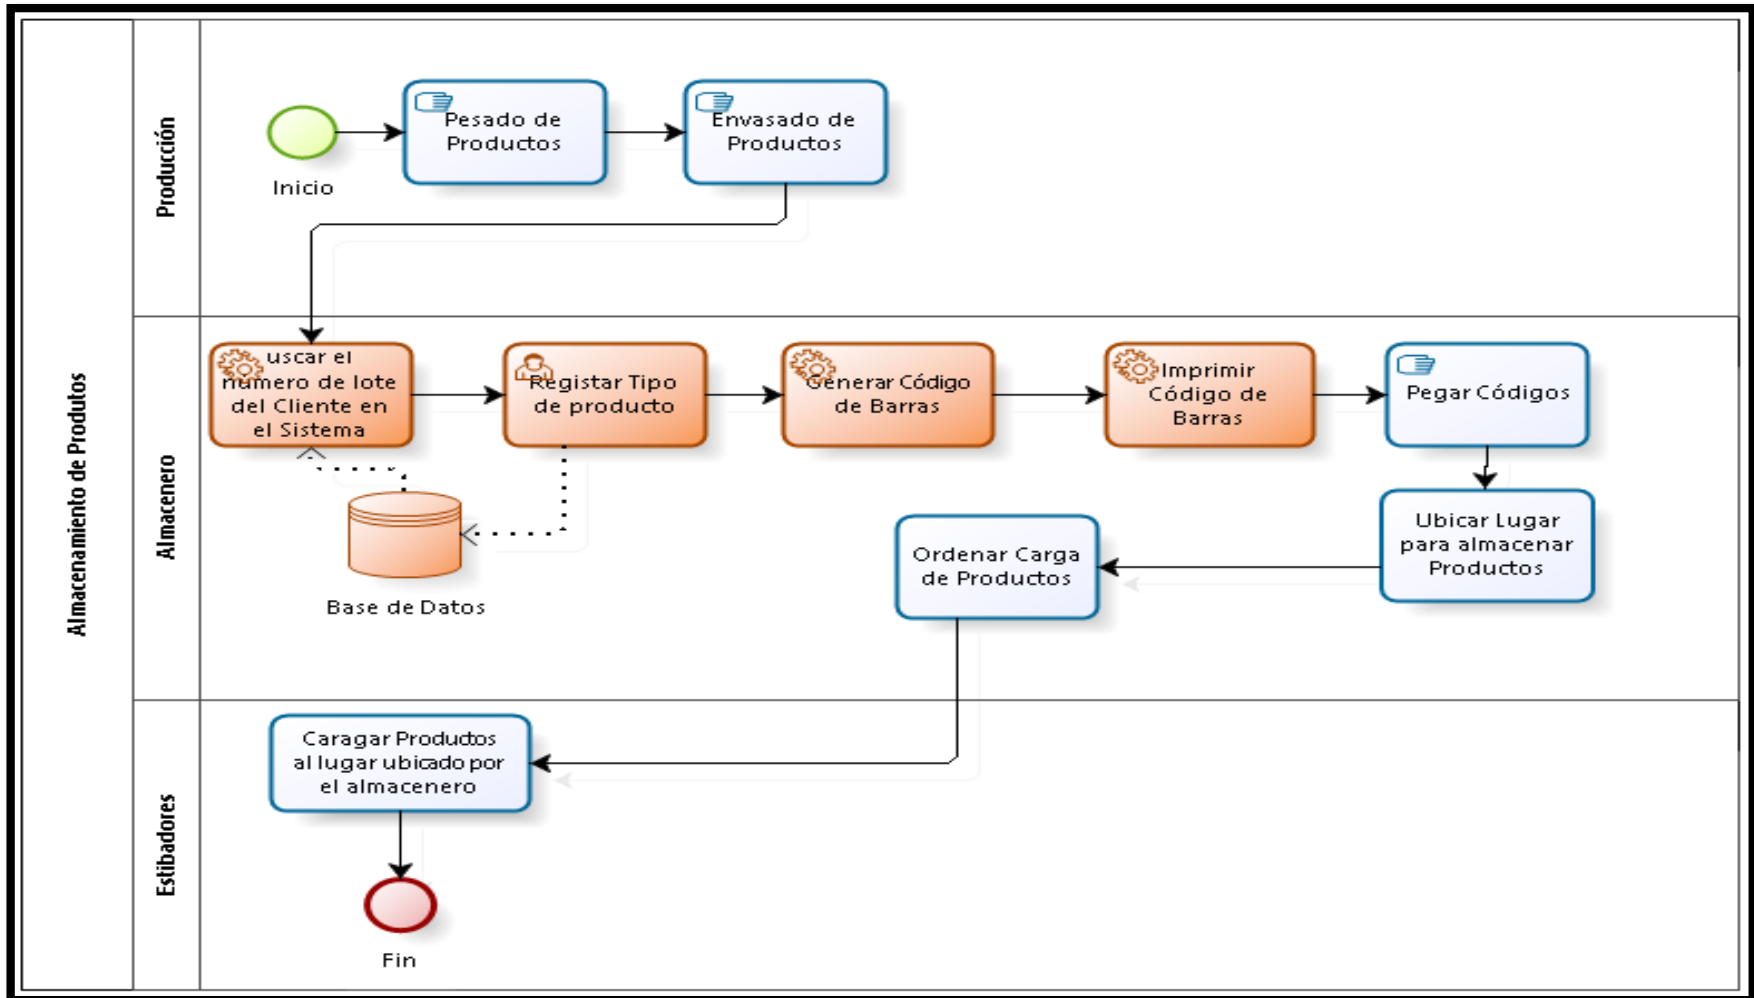 Almacenamiento de Produtos
Producción
Inicio
Pesado de
Productos
Envasado de
Productos
Almacenero
uscar el
número de lote
del Cliente en
el Sistema
Registar Tipo
de producto
Generar Código
de Barras
Imprimir
Código de
Barras
Pegar Códigos
Base de Datos
Ordenar Carga
de Productos
Ubicar Lugar
para almacenar
Productos
Estibadores
Caragar Productos
al lugar ubicado por
el almacenero
Fin